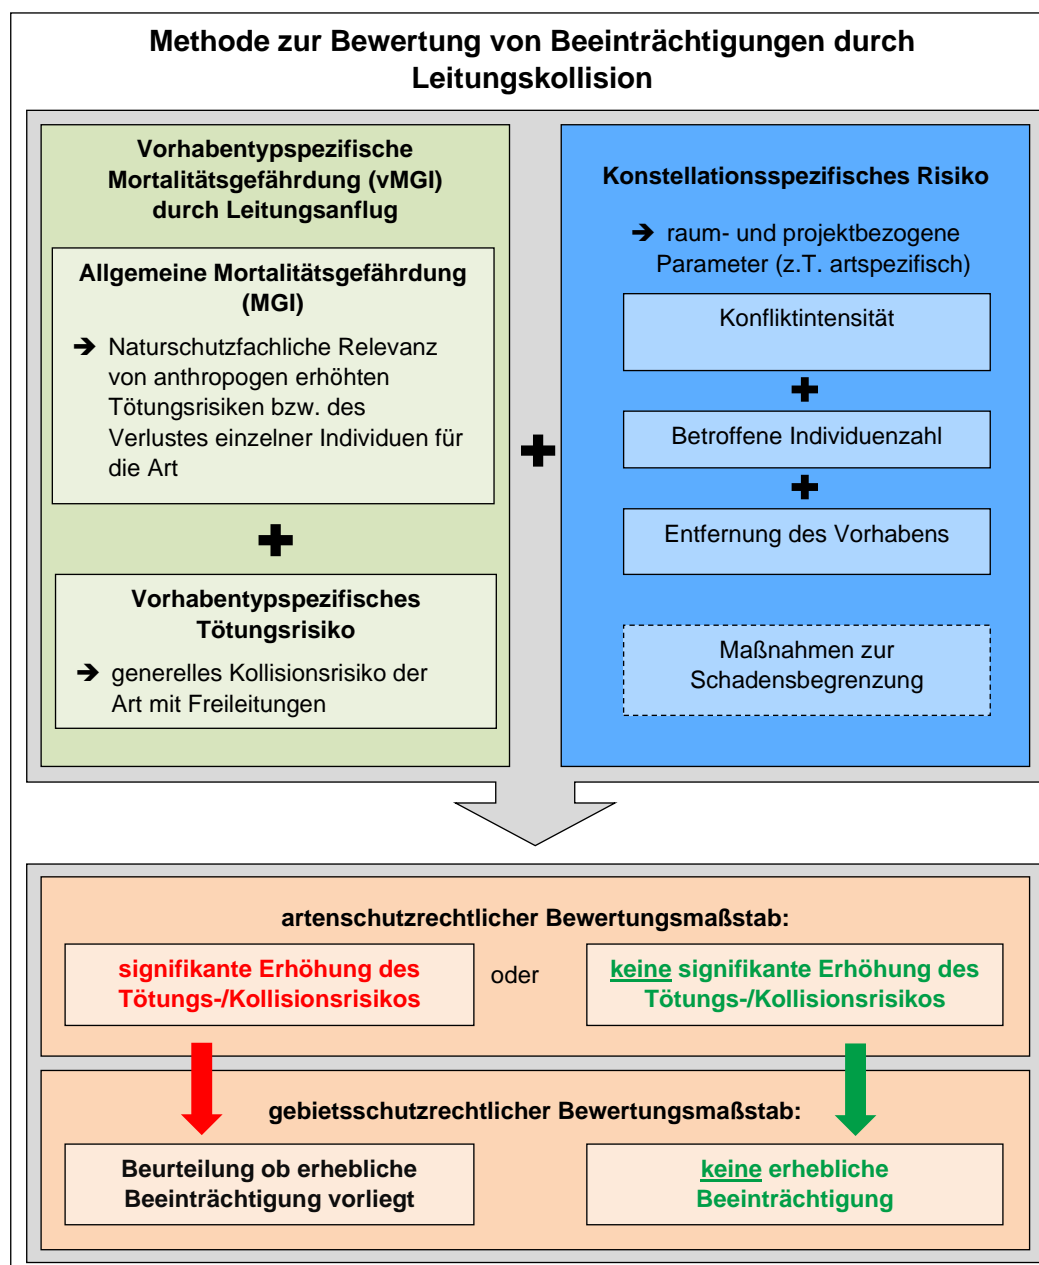 Methode zur Bewertung von Beeinträchtigungen durch
Leitungskollision
Vorhabentypspezifische
Mortalitätsgefährdung (vMGI)
durch Leitungsanflug
Allgemeine Mortalitätsgefährdung
(MGI)
➔ Naturschutzfachliche Relevanz
von anthropogen erhöhten
Tötungsrisiken bzw. des
Verlustes einzelner Individuen für
die Art
+
Vorhabentypspezifisches
Tötungsrisiko
➔ generelles Kollisionsrisiko der
Art mit Freileitungen
+
Konstellationsspezifisches Risiko
➔ raum- und projektbezogene
Parameter (z.T. artspezifisch)
Konfliktintensität
+
Betroffene Individuenzahl
+
Entfernung des Vorhabens
Maßnahmen zur
Schadensbegrenzung
artenschutzrechtlicher Bewertungsmaßstab:
signifikante Erhöhung des
Tötungs-/Kollisionsrisikos
oder
keine signifikante Erhöhung des
Tötungs-/Kollisionsrisikos
gebietsschutzrechtlicher Bewertungsmaßstab:
Beurteilung ob erhebliche
Beeinträchtigung vorliegt
keine erhebliche
Beeinträchtigung